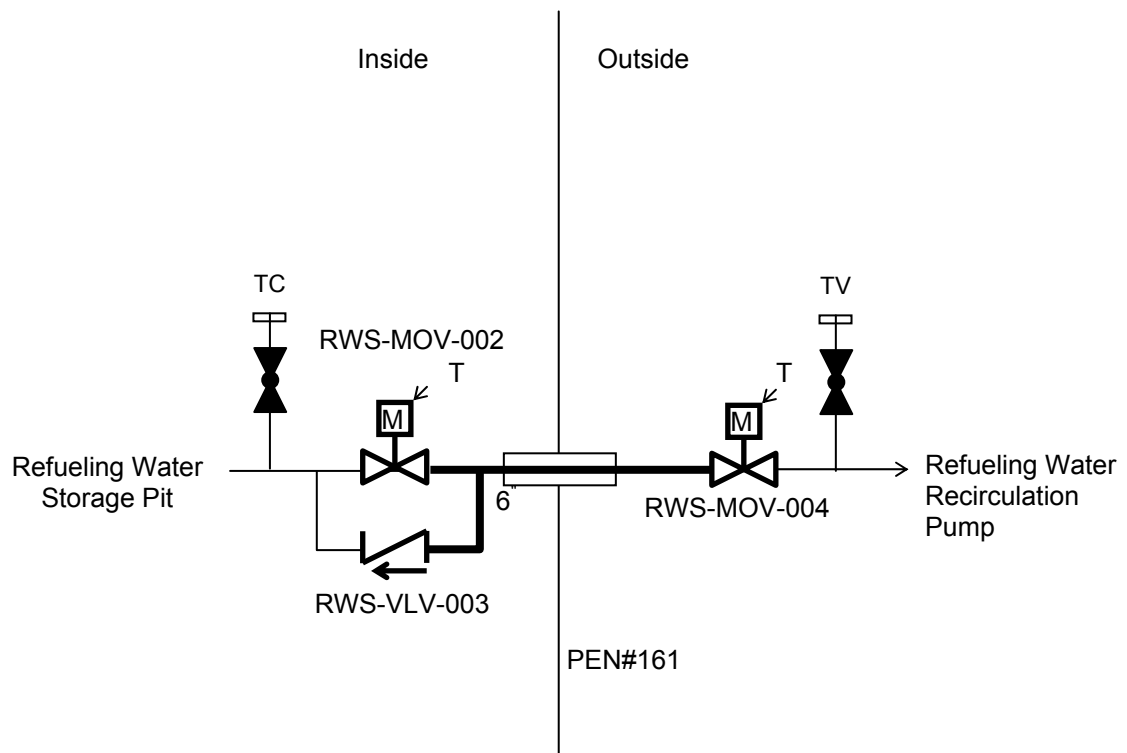 Inside
Outside
TC
TV
RWS-MOV-002
T
T
M
M
Refueling Water
Storage Pit
6"
RWS-MOV-004
Refueling Water
Recirculation
Pump
RWS-VLV-003
PEN#161